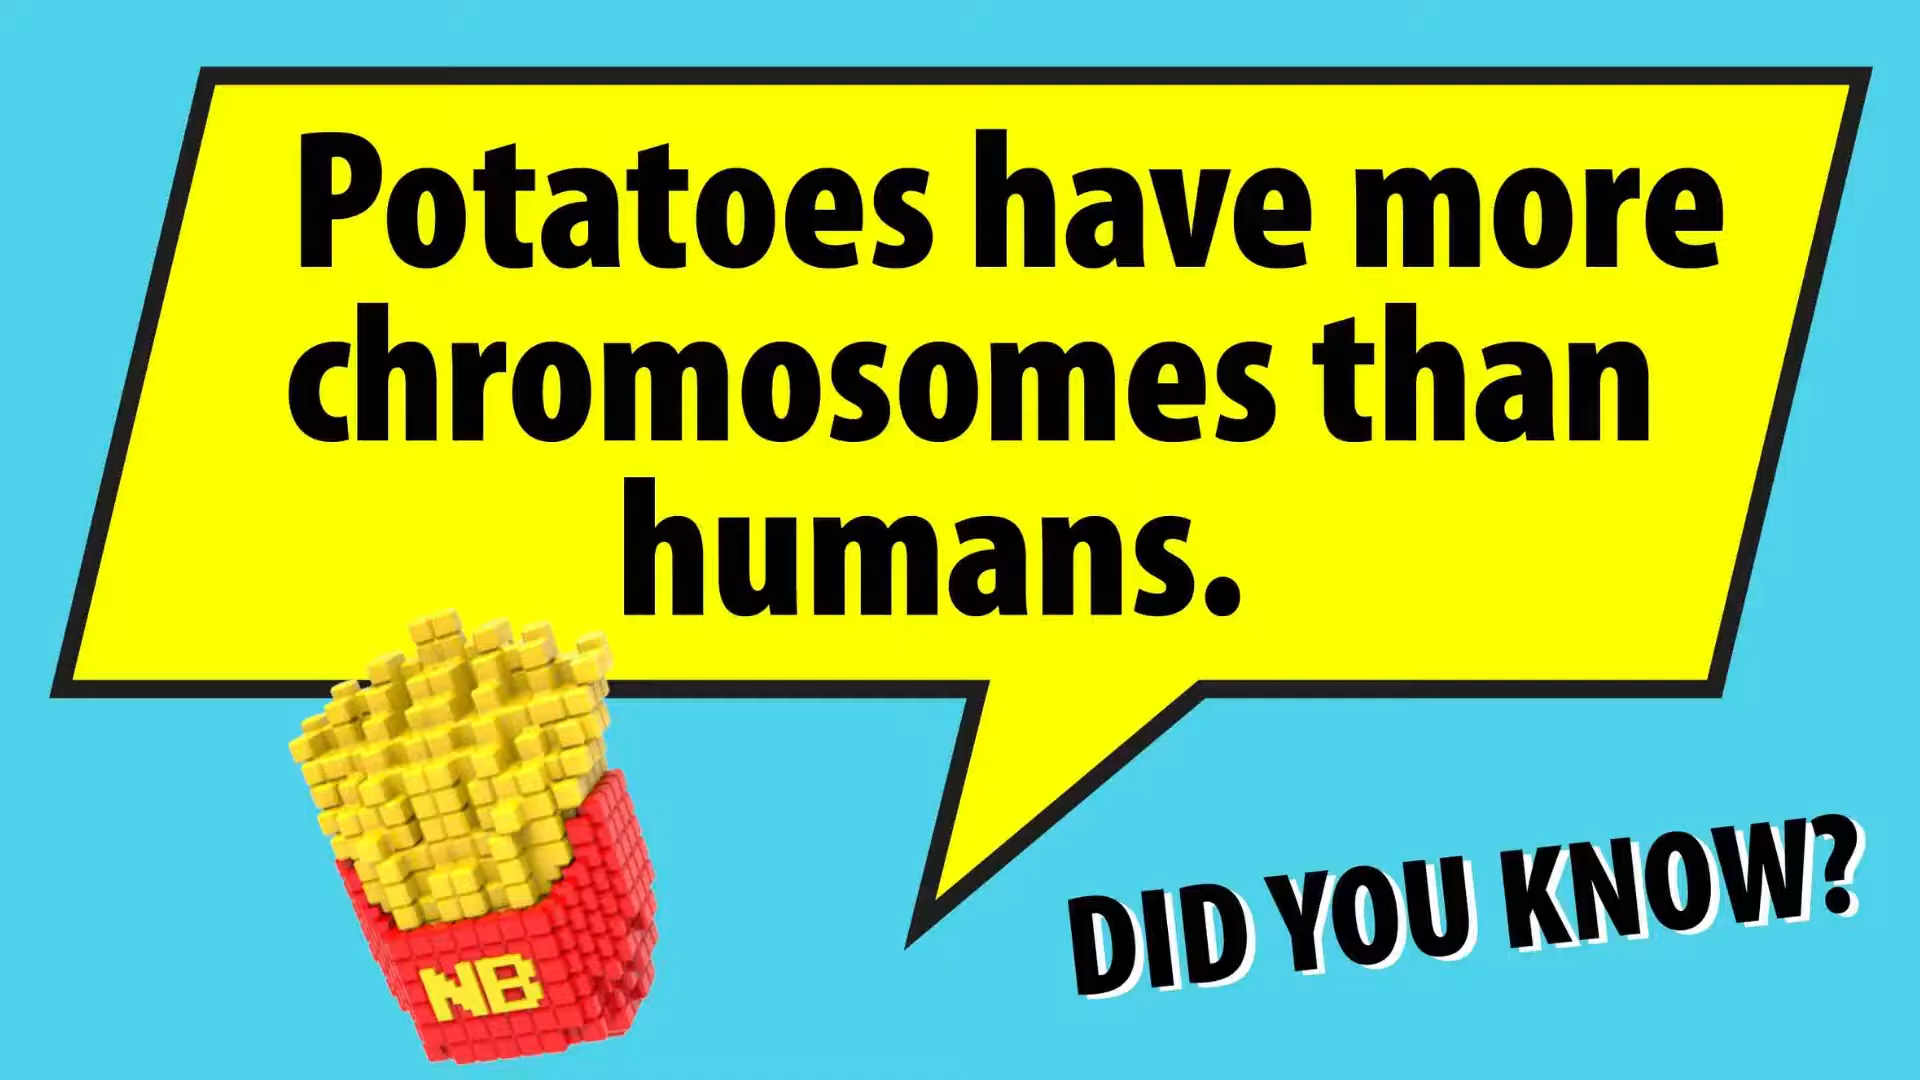 Potatoes have more
chromosomes than
humans.
NB
DID YOU KNOW?